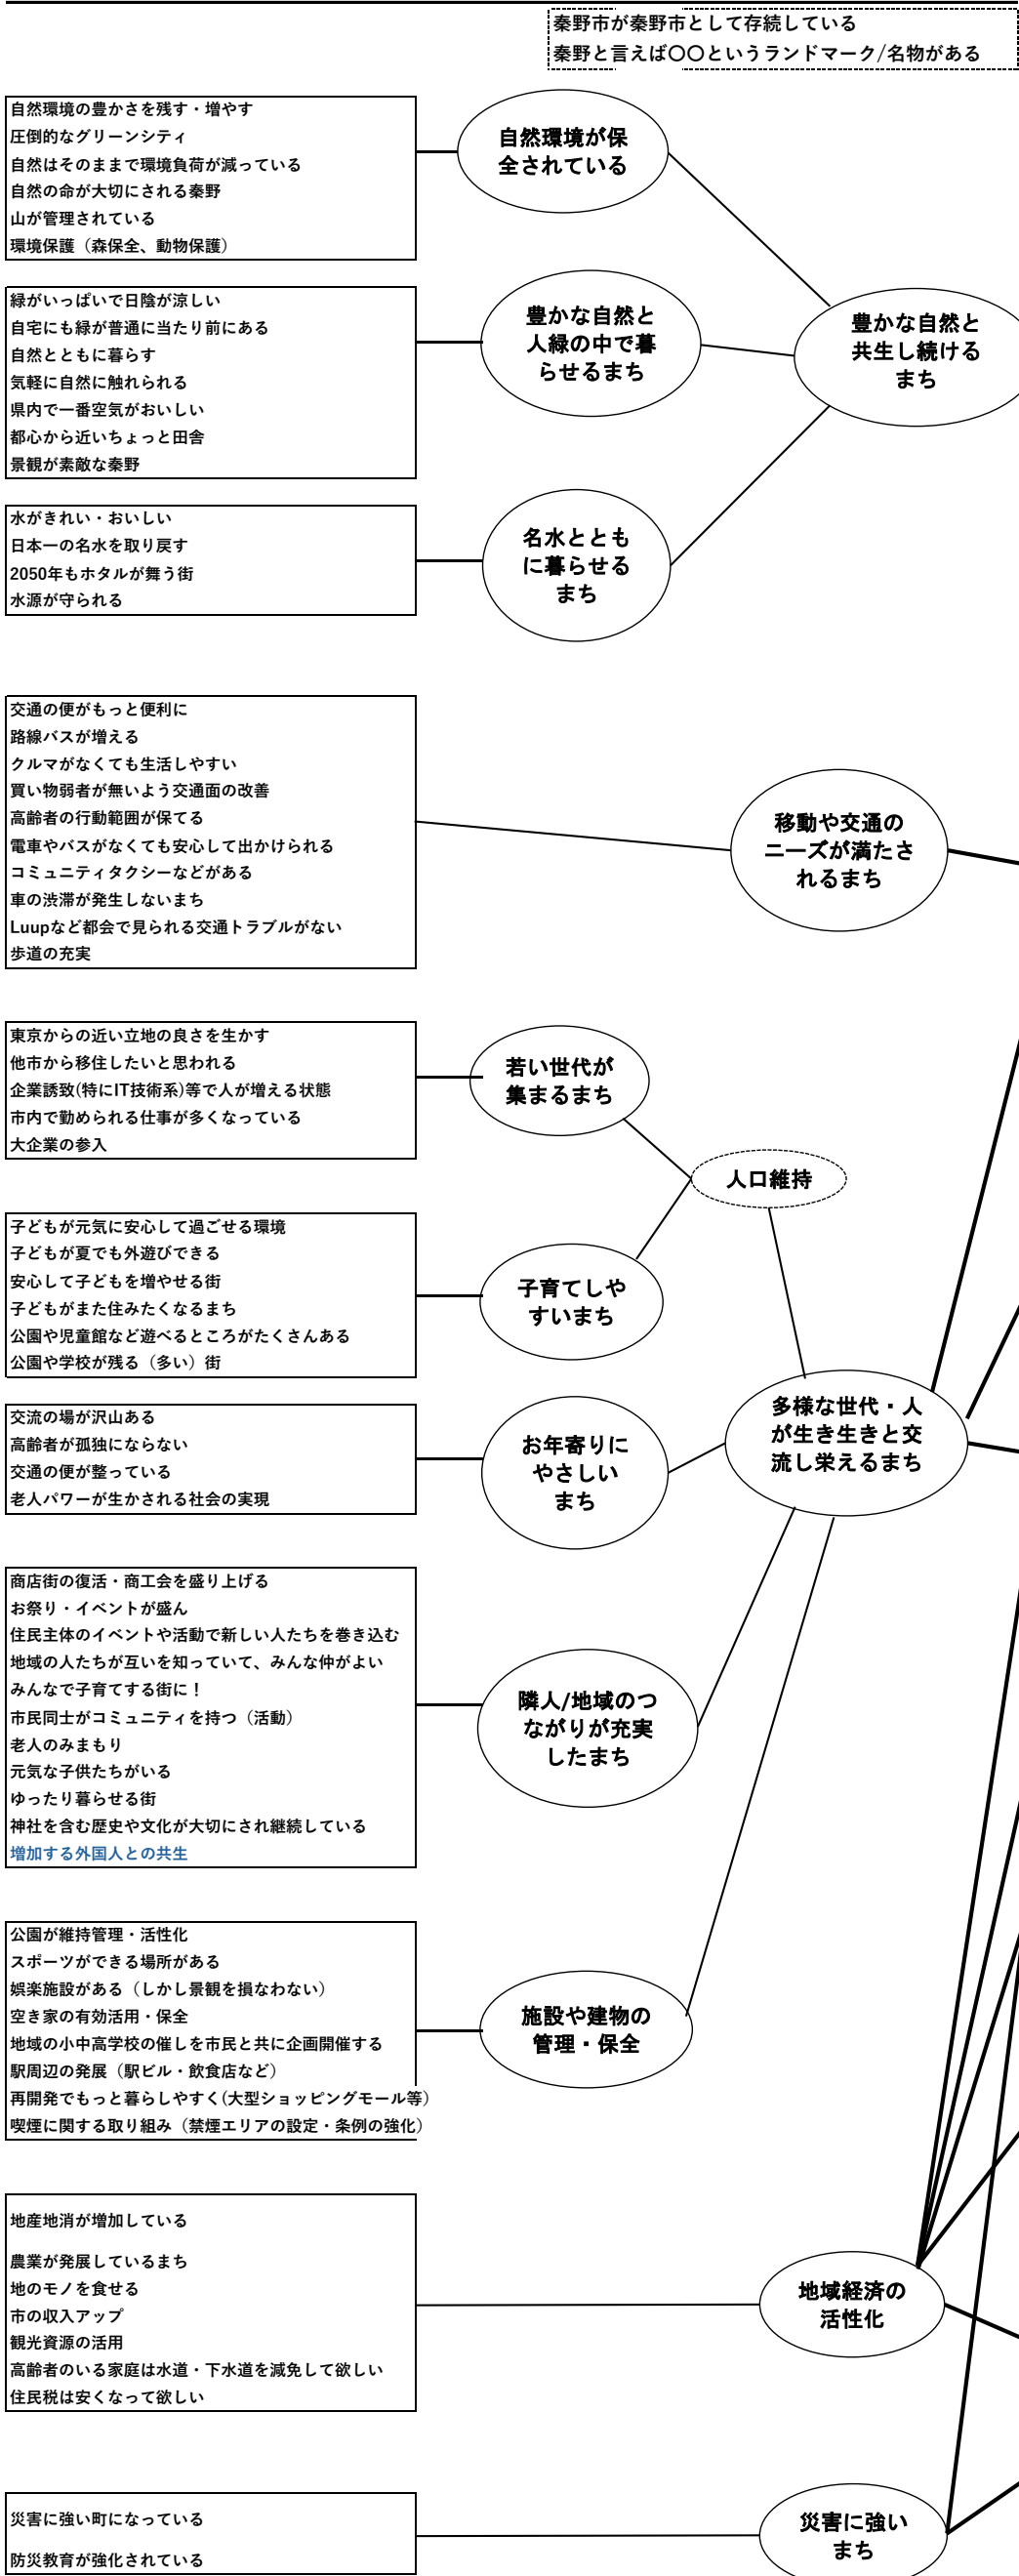 秦野市が秦野市として存続している
秦野と言えば〇〇というランドマーク/名物がある
自然環境の豊かさを残す・増やす
圧倒的なグリーンシティ
自然はそのままで環境負荷が減っている
自然の命が大切にされる秦野
山が管理されている
環境保護（森保全、動物保護）
自然環境が保
全されている
緑がいっぱいで日陰が涼しい
自宅にも緑が普通に当たり前にある
自然とともに暮らす
気軽に自然に触れられる
県内で一番空気がおいしい
都心から近いちょっと田舎
景観が素敵な秦野
豊かな自然と
人緑の中で暮
らせるまち
豊かな自然と
共生し続ける
まち
水がきれい・おいしい
日本一の名水を取り戻す
2050年もホタルが舞う街
水源が守られる
名水ととも
に暮らせる
まち
交通の便がもっと便利に
路線バスが増える
クルマがなくても生活しやすい
買い物弱者が無いよう交通面の改善
高齢者の行動範囲が保てる
電車やバスがなくても安心して出かけられる
コミュニティタクシーなどがある
車の渋滞が発生しないまち
Luupなど都会で見られる交通トラブルがない
歩道の充実
移動や交通の
ニーズが満たさ
れるまち
東京からの近い立地の良さを生かす
他市から移住したいと思われる
企業誘致(特にIT技術系)等で人が増える状態
市内で勤められる仕事が多くなっている
大企業の参入
若い世代が
集まるまち
人口維持
子どもが元気に安心して過ごせる環境
子どもが夏でも外遊びできる
安心して子どもを増やせる街
子どもがまた住みたくなるまち
公園や児童館など遊べるところがたくさんある
公園や学校が残る（多い）街
子育てしや
すいまち
交流の場が沢山ある
高齢者が孤独にならない
交通の便が整っている
老人パワーが生かされる社会の実現
お年寄りに
やさしい
まち
多様な世代・人
が生き生きと交
流し栄えるまち
商店街の復活・商工会を盛り上げる
お祭り・イベントが盛ん
住民主体のイベントや活動で新しい人たちを巻き込む
地域の人たちが互いを知っていて、みんな仲がよい
みんなで子育てする街に！
市民同士がコミュニティを持つ（活動）
老人のみまもり
元気な子供たちがいる
ゆったり暮らせる街
神社を含む歴史や文化が大切にされ継続している
増加する外国人との共生
隣人/地域のつ
ながりが充実
したまち
公園が維持管理・活性化
スポーツができる場所がある
娯楽施設がある（しかし景観を損なわない）
空き家の有効活用・保全
地域の小中高学校の催しを市民と共に企画開催する
駅周辺の発展（駅ビル・飲食店など）
再開発でもっと暮らしやすく(大型ショッピングモール等)
喫煙に関する取り組み（禁煙エリアの設定・条例の強化）
施設や建物の
管理・保全
地産地消が増加している
農業が発展しているまち
地のモノを食せる
市の収入アップ
観光資源の活用
高齢者のいる家庭は水道・下水道を減免して欲しい
住民税は安くなって欲しい
地域経済の
活性化
災害に強い町になっている
防災教育が強化されている
災害に強い
まち